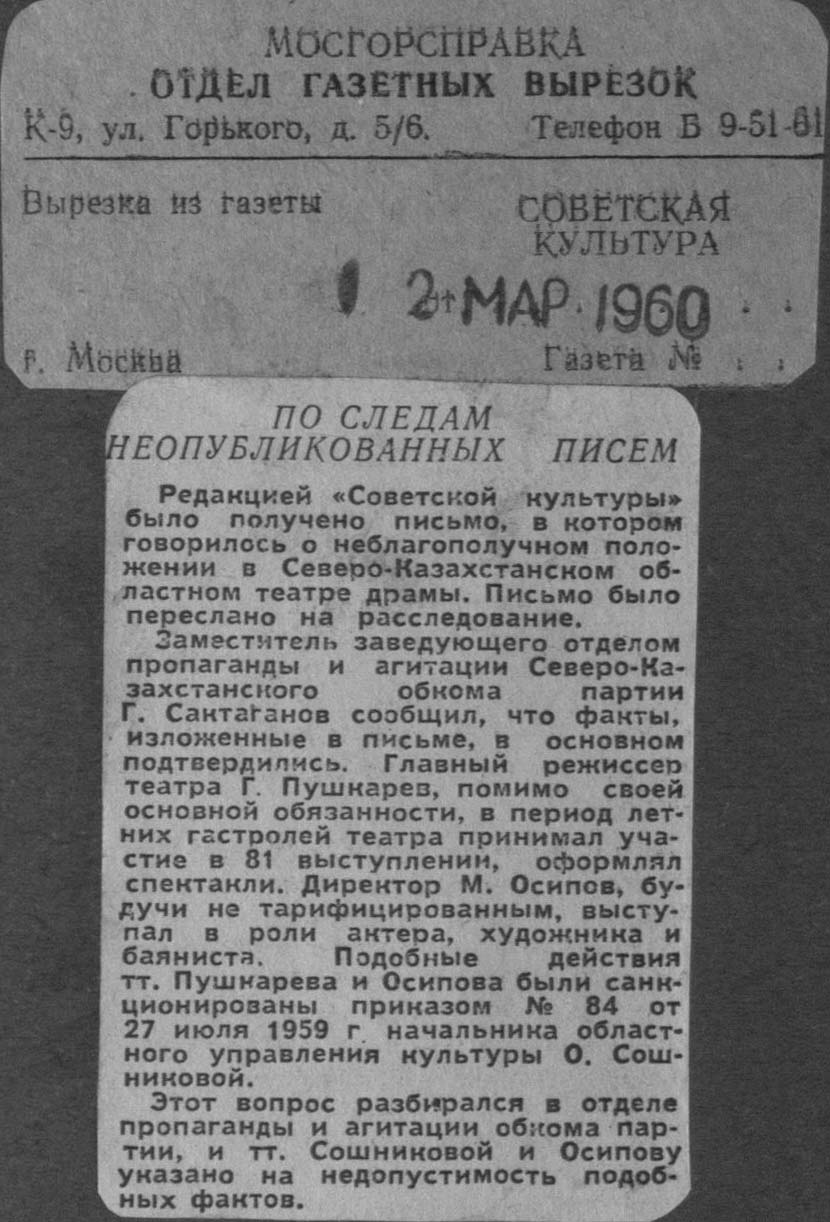 МОСГОРСПРАВКА
ОТДЕЛ ГАЗЕТНЫХ ВЫРЕЗОК
К-9, ул. Горького, д. 5/6. Телефон Б 9-51-61
Вырезка из газеты
СОВЕТСКАЯ
КУЛЬТУРА
1 2 от МАР 1960 . .
г. Москва Газета № . .
ПО СЛЕДАМ
НЕОПУБЛИКОВАННЫХ ПИСЕМ
Редакцией «Советской культуры»
было получено письмо, в котором
говорилось о неблагополучном поло-
жении в Северо-Казахстанском об-
ластном театре драмы. Письмо было
переслано на расследование.
Заместитель заведующего отделом
пропаганды и агитации Северо-Ка-
захстанского обкома партии
Г. Сактаганов сообщил, что факты,
изложенные в письме, в основном
подтвердились. Главный режиссер
театра Г. Пушкарев, помимо своей
основной обязанности, в период лет-
них гастролей театра принимал уча-
стие в 81 выступлении, оформлял
спектакли. Директор М. Осипов, бу-
дучи не тарифицированным, высту-
пал в роли актера, художника и
баяниста. Подобные действия
тт. Пушкарева и Осипова были санк-
ционированы приказом № 84 от
27 июля 1959 г. начальника област-
ного управления культуры О. Сош-
никовой.
Этот вопрос разбирался в отделе
пропаганды и агитации обкома пар-
тии, и тт. Сошниковой и Осипову
указано на недопустимость подоб-
ных фактов.